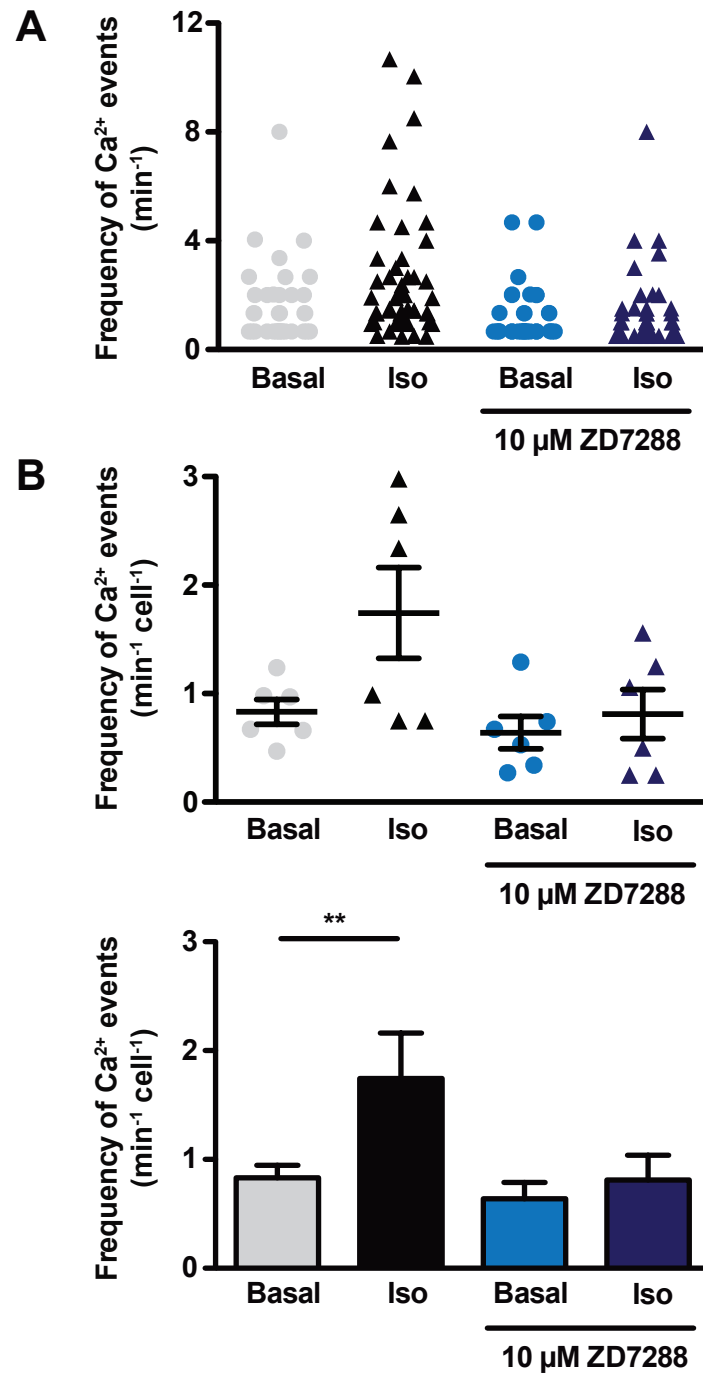 A
Frequency of Ca²⁺ events
(min⁻¹)
12
8
4
0
Basal
Iso
Basal
Iso
10 µM ZD7288
B
Frequency of Ca²⁺ events
(min⁻¹ cell⁻¹)
3
2
1
0
Basal
Iso
Basal
Iso
10 µM ZD7288
Frequency of Ca²⁺ events
(min⁻¹ cell⁻¹)
3
2
1
0
**
Basal
Iso
Basal
Iso
10 µM ZD7288